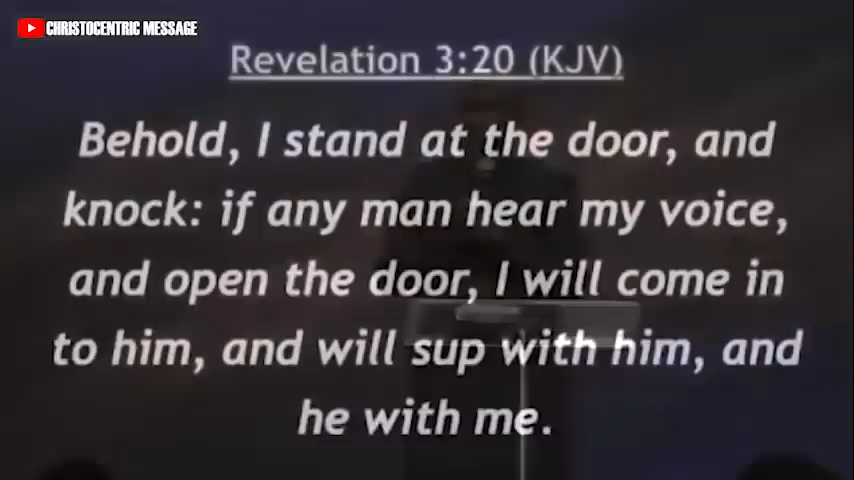 CHRISTOCENTRIC MESSAGE
Revelation 3:20 (KJV)
Behold, I stand at the door, and
knock: if any man hear my voice,
and open the door, I will come in
to him, and will sup with him, and
he with me.